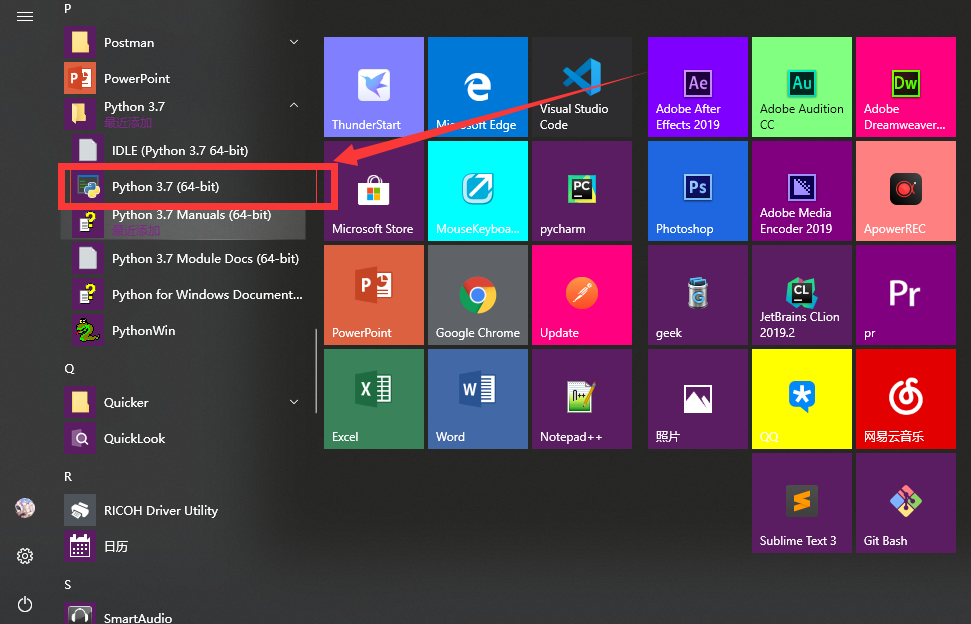 P
Postman
PowerPoint
Python 3.7
最近添加
IDLE (Python 3.7 64-bit)
Python 3.7 (64-bit)
Python 3.7 Manuals (64-bit)
最近添加
Python 3.7 Module Docs (64-bit)
Python for Windows Document...
PythonWin
Q
Quicker
QuickLook
R
RICOH Driver Utility
日历
S
SmartAudio
ThunderStart
Microsoft Edge
Visual Studio
Code
Microsoft Store
MouseKeyboa...
PC
pycharm
P
PowerPoint
Google Chrome
Update
X
Excel
W
Word
N++
Notepad++
Ae
Adobe After
Effects 2019
Au
Adobe Audition
CC
Dw
Adobe
Dreamweaver...
Ps
Photoshop
Adobe Media
Encoder 2019
ApowerREC
geek
CL
JetBrains CLion
2019.2
Pr
pr
照片
QQ
网易云音乐
Sublime Text 3
Git Bash